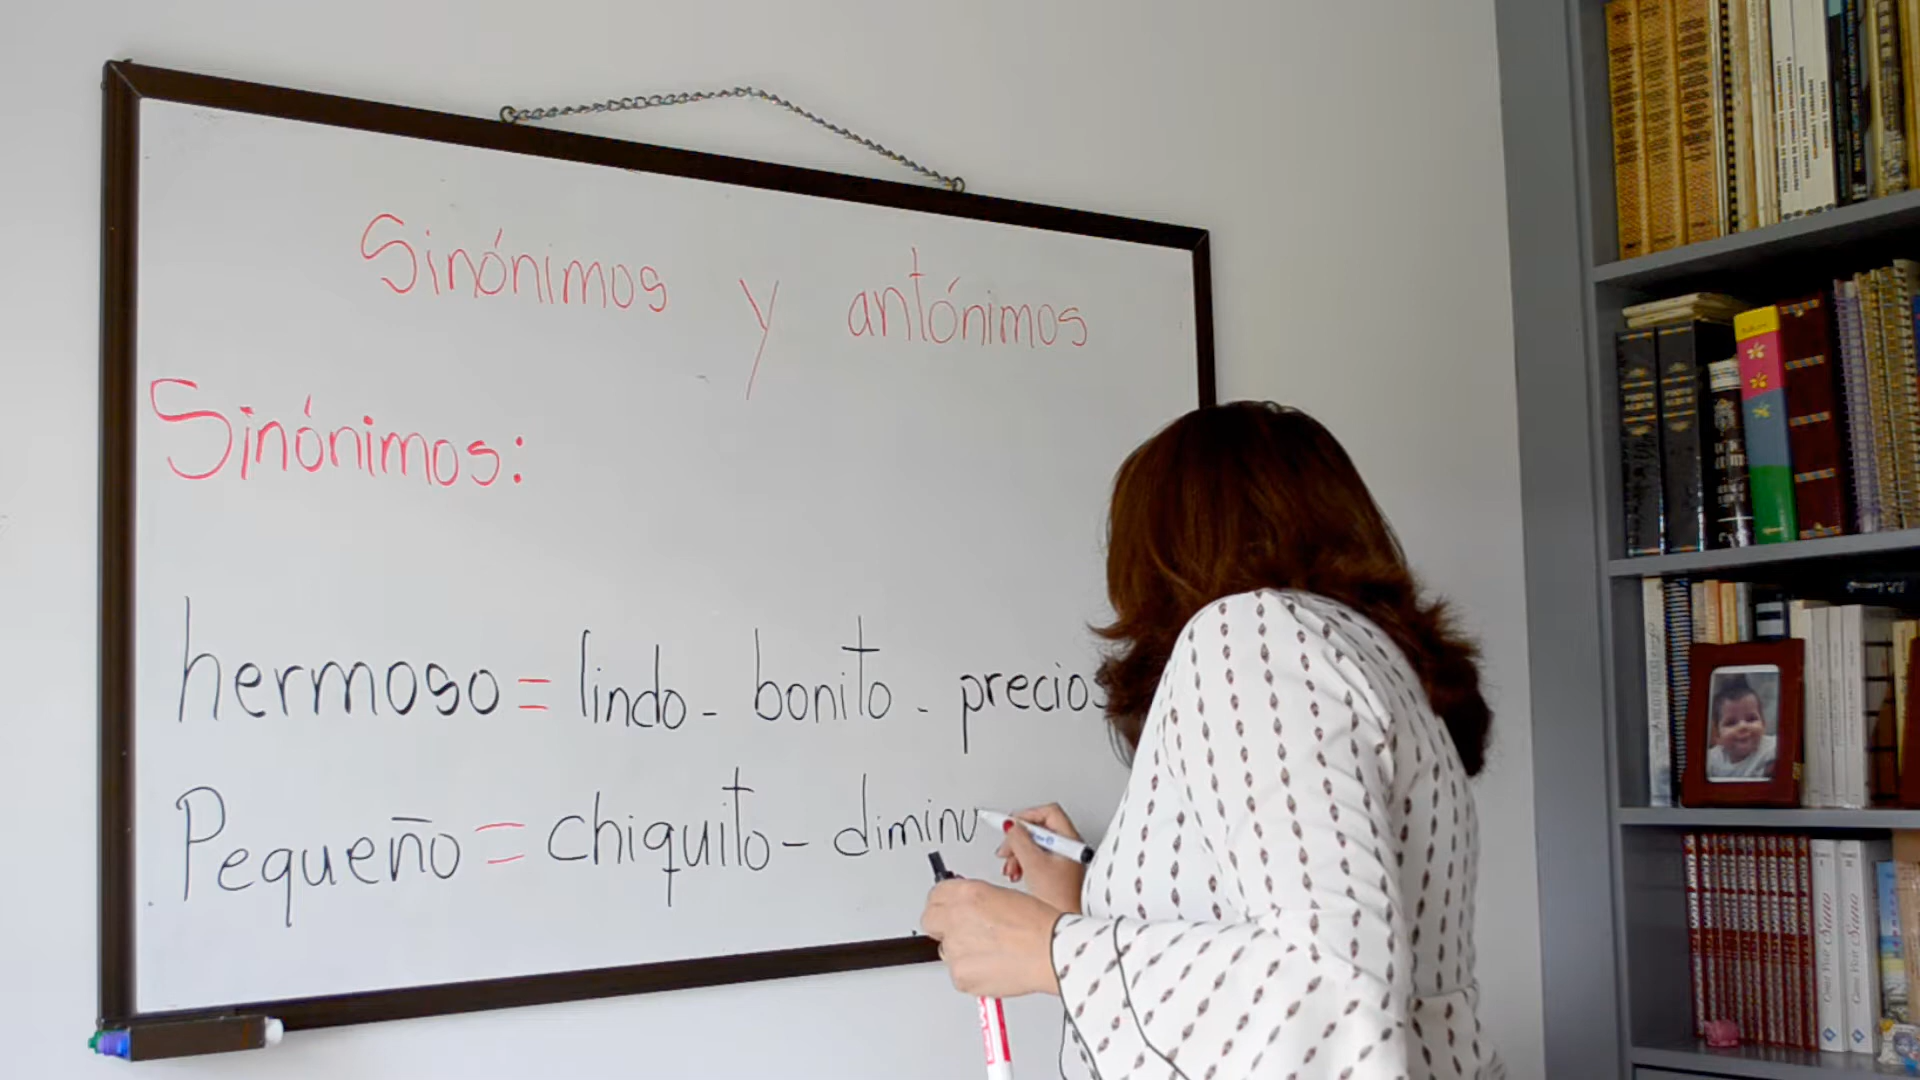 Sinónimos y antónimos
Sinónimos:
hermoso = lindo - bonito - precios
Pequeño = chiquito - diminu